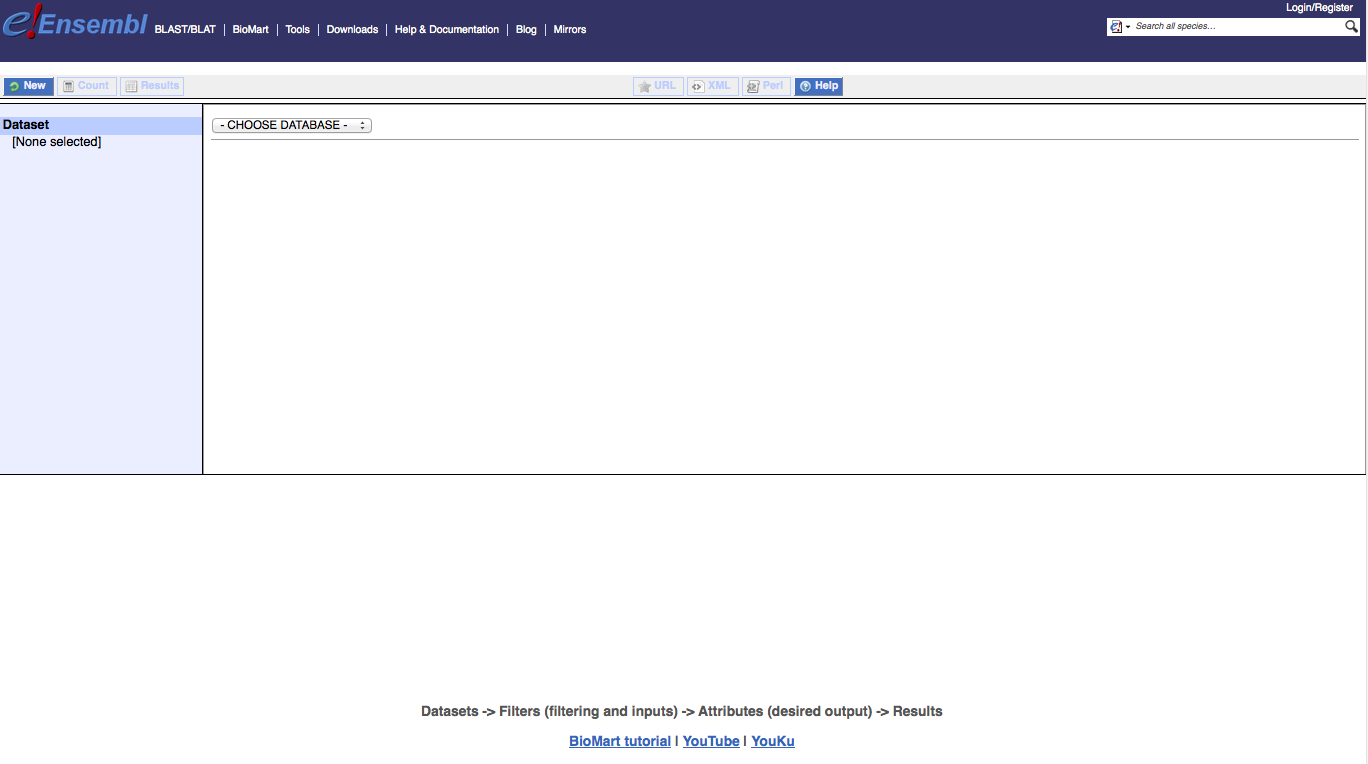 Login/Register
e!Ensembl BLAST/BLAT | BioMart | Tools | Downloads | Help & Documentation | Blog | Mirrors
Search all species...
New Count Results URL XML Perl Help
Dataset
[None selected]
- CHOOSE DATABASE -
Datasets -> Filters (filtering and inputs) -> Attributes (desired output) -> Results
BioMart tutorial | YouTube | YouKu